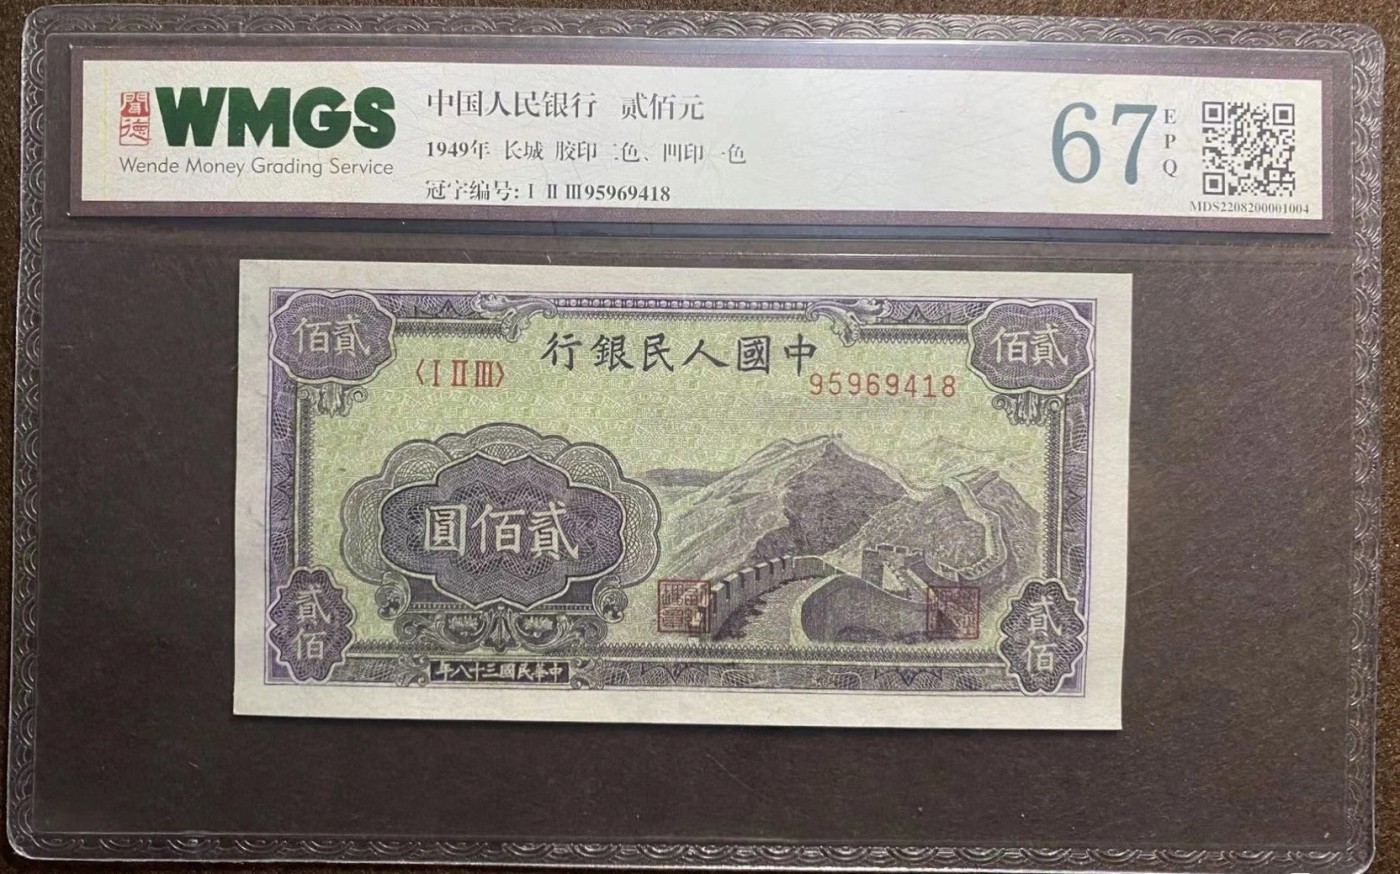 聞德
WMGS
Wende Money Grading Service
中国人民银行 贰佰元
1949年 长城 胶印 二色、凹印一色
冠字编号: I II III95969418
67
EPQ
MDS2208200001004
佰貳
行銀民人國中
佰貳
〈I II III〉
95969418
圓佰貳
貳佰
貳佰
年八十三國民華中